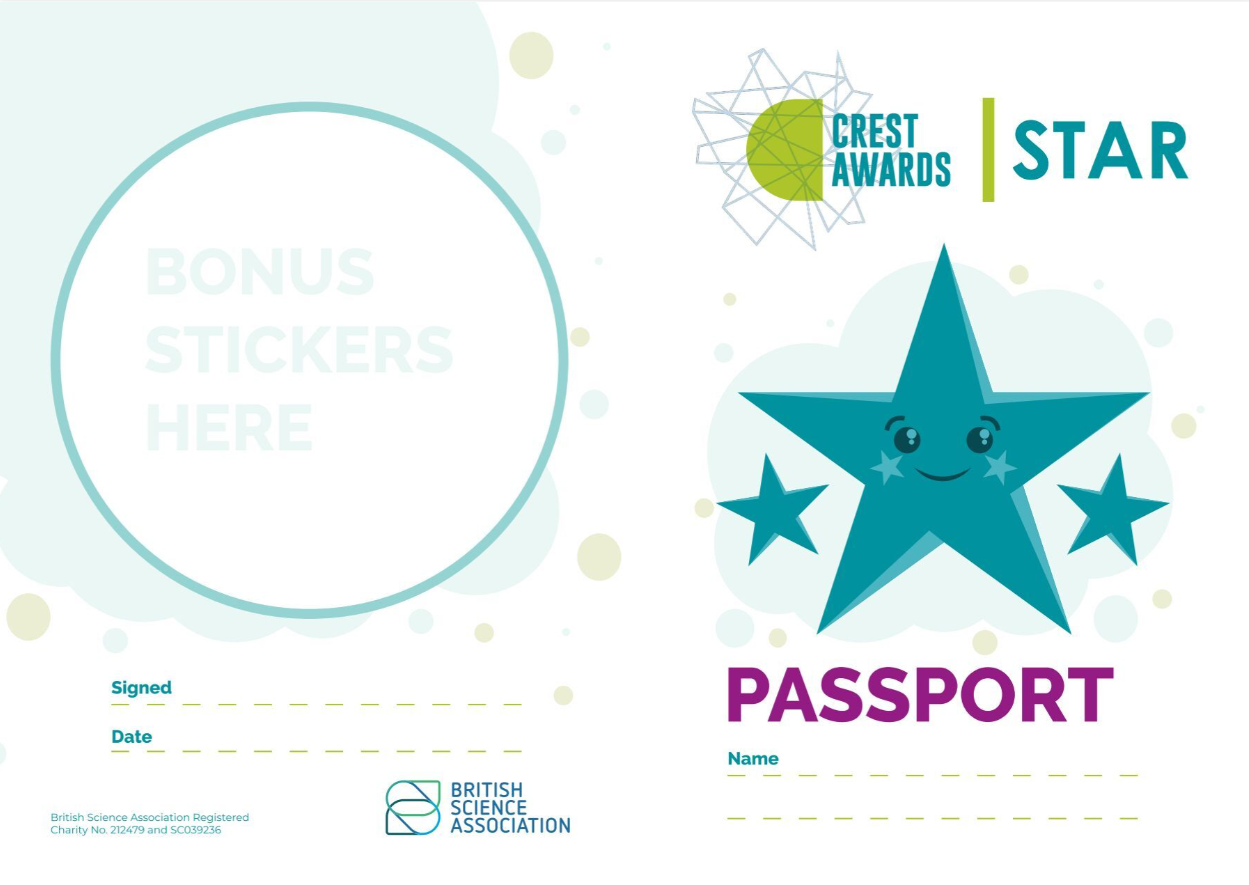 BONUS
STICKERS
HERE
Signed
Date
British Science Association Registered
Charity No. 212479 and SC039236
BRITISH
SCIENCE
ASSOCIATION
CREST
AWARDS
STAR
PASSPORT
Name